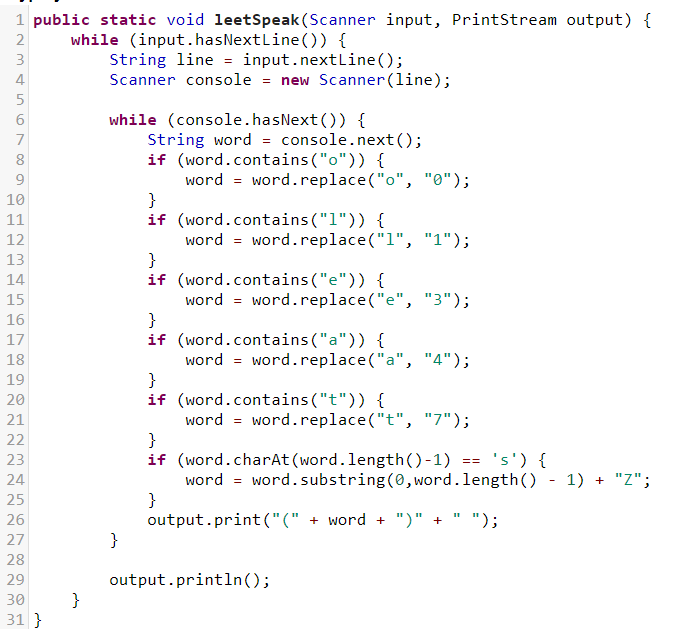 1 public static void leetSpeak(Scanner input, PrintStream output) {
2     while (input.hasNextLine()) {
3         String line = input.nextLine();
4         Scanner console = new Scanner(line);
5
6         while (console.hasNext()) {
7             String word = console.next();
8             if (word.contains("o")) {
9                 word = word.replace("o", "0");
10             }
11             if (word.contains("l")) {
12                 word = word.replace("l", "1");
13             }
14             if (word.contains("e")) {
15                 word = word.replace("e", "3");
16             }
17             if (word.contains("a")) {
18                 word = word.replace("a", "4");
19             }
20             if (word.contains("t")) {
21                 word = word.replace("t", "7");
22             }
23             if (word.charAt(word.length()-1) == 's') {
24                 word = word.substring(0,word.length() - 1) + "Z";
25             }
26             output.print("(" + word + ")" + " ");
27         }
28
29         output.println();
30     }
31 }